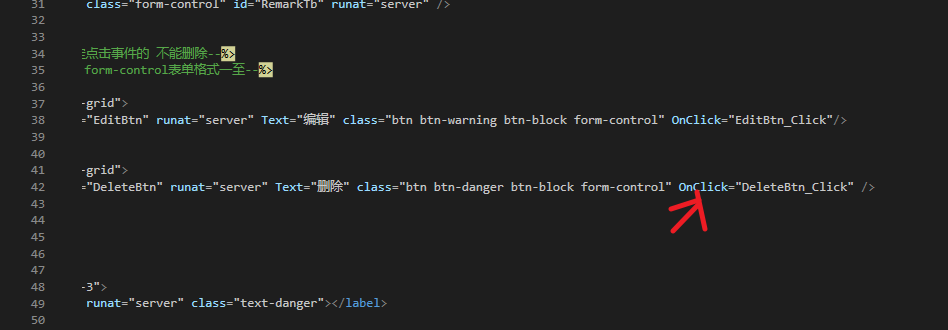 31 class="form-control" id="RemarkTb" runat="server" />
32
33
34 点击事件的 不能删除--%>
35 form-control表单格式一至--%>
36
37 -grid">
38 ="EditBtn" runat="server" Text="编辑" class="btn btn-warning btn-block form-control" OnClick="EditBtn_Click"/>
39
40
41 -grid">
42 ="DeleteBtn" runat="server" Text="删除" class="btn btn-danger btn-block form-control" OnClick="DeleteBtn_Click" />
43
44
45
46
47
48 -3">
49 runat="server" class="text-danger"></label>
50